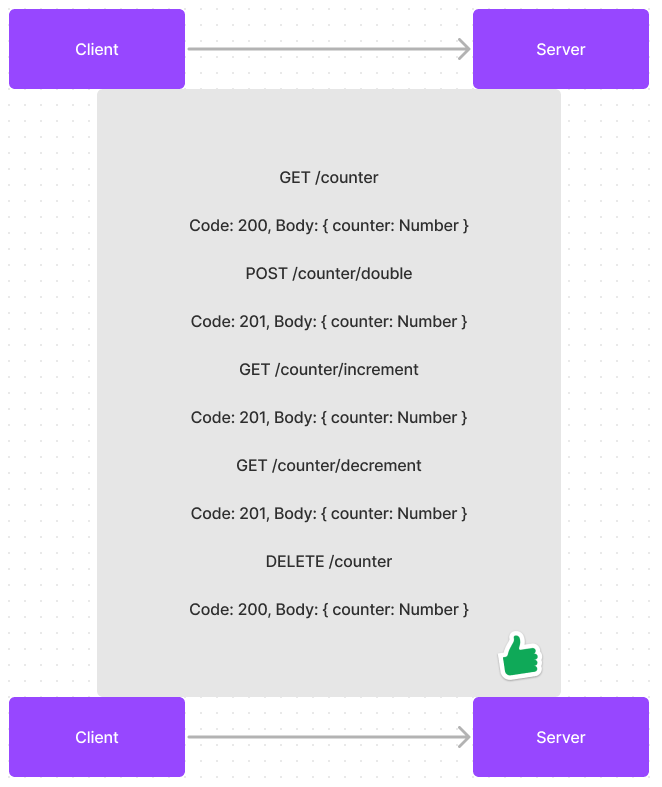 Client
Server
GET /counter
Code: 200, Body: { counter: Number }
POST /counter/double
Code: 201, Body: { counter: Number }
GET /counter/increment
Code: 201, Body: { counter: Number }
GET /counter/decrement
Code: 201, Body: { counter: Number }
DELETE /counter
Code: 200, Body: { counter: Number }
Client
Server